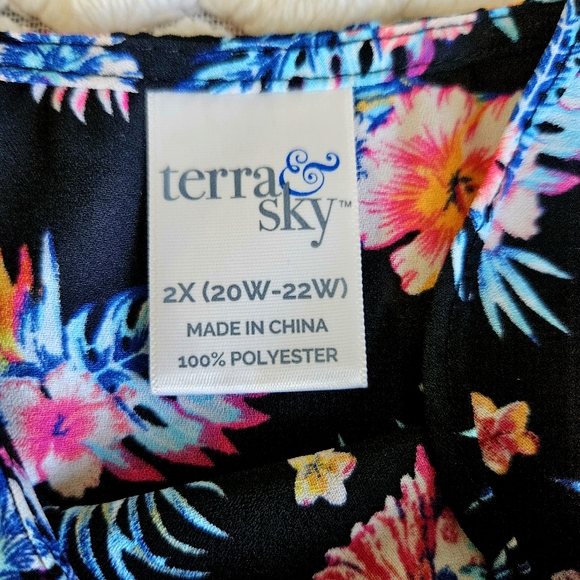 terra &
sky™
2X (20W-22W)
MADE IN CHINA
100% POLYESTER